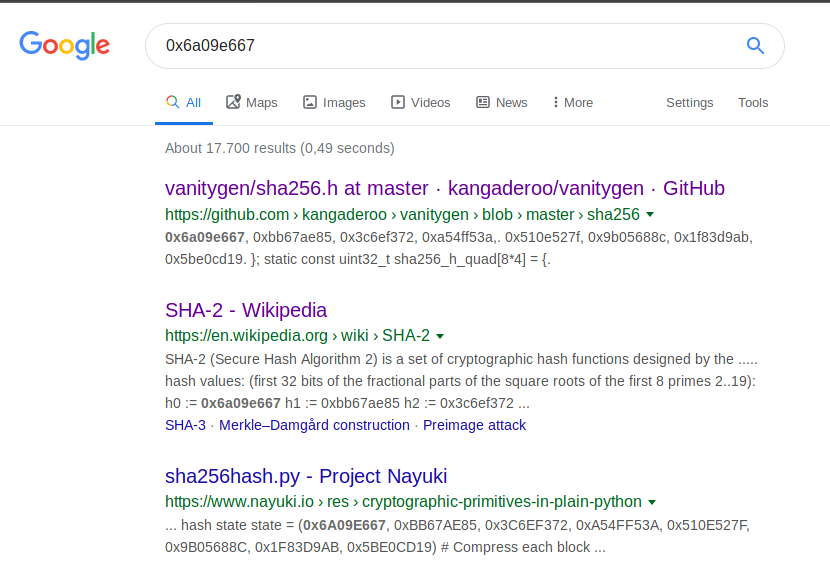 Google
0x6a09e667
All Maps Images Videos News More Settings Tools
About 17.700 results (0,49 seconds)
vanitygen/sha256.h at master · kangaderoo/vanitygen · GitHub
https://github.com › kangaderoo › vanitygen › blob › master › sha256
0x6a09e667, 0xbb67ae85, 0x3c6ef372, 0xa54ff53a,. 0x510e527f, 0x9b05688c, 0x1f83d9ab,
0x5be0cd19. }; static const uint32_t sha256_h_quad[8*4] = {.
SHA-2 - Wikipedia
https://en.wikipedia.org › wiki › SHA-2
SHA-2 (Secure Hash Algorithm 2) is a set of cryptographic hash functions designed by the .....
hash values: (first 32 bits of the fractional parts of the square roots of the first 8 primes 2..19):
h0 := 0x6a09e667 h1 := 0xbb67ae85 h2 := 0x3c6ef372 ...
SHA-3 · Merkle–Damgård construction · Preimage attack
sha256hash.py - Project Nayuki
https://www.nayuki.io › res › cryptographic-primitives-in-plain-python
... hash state state = (0x6A09E667, 0xBB67AE85, 0x3C6EF372, 0xA54FF53A, 0x510E527F,
0x9B05688C, 0x1F83D9AB, 0x5BE0CD19) # Compress each block ...